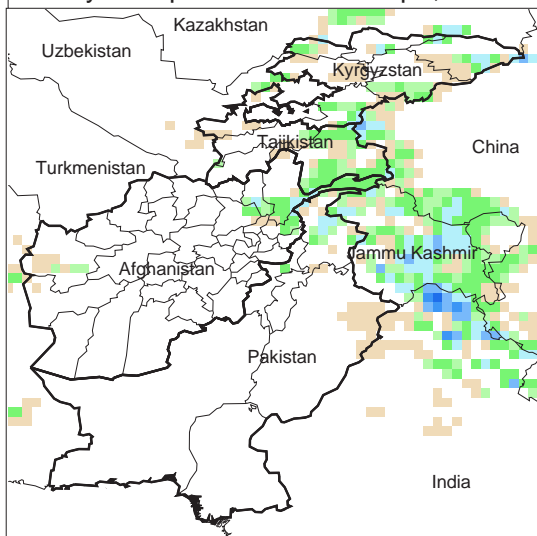 Kazakhstan
Uzbekistan
Kyrgyzstan
Tajikistan
China
Turkmenistan
Jammu Kashmir
Afghanistan
Pakistan
India